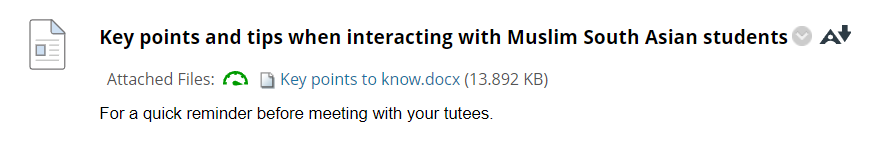 Key points and tips when interacting with Muslim South Asian students
Attached Files: Key points to know.docx (13.892 KB)
For a quick reminder before meeting with your tutees.